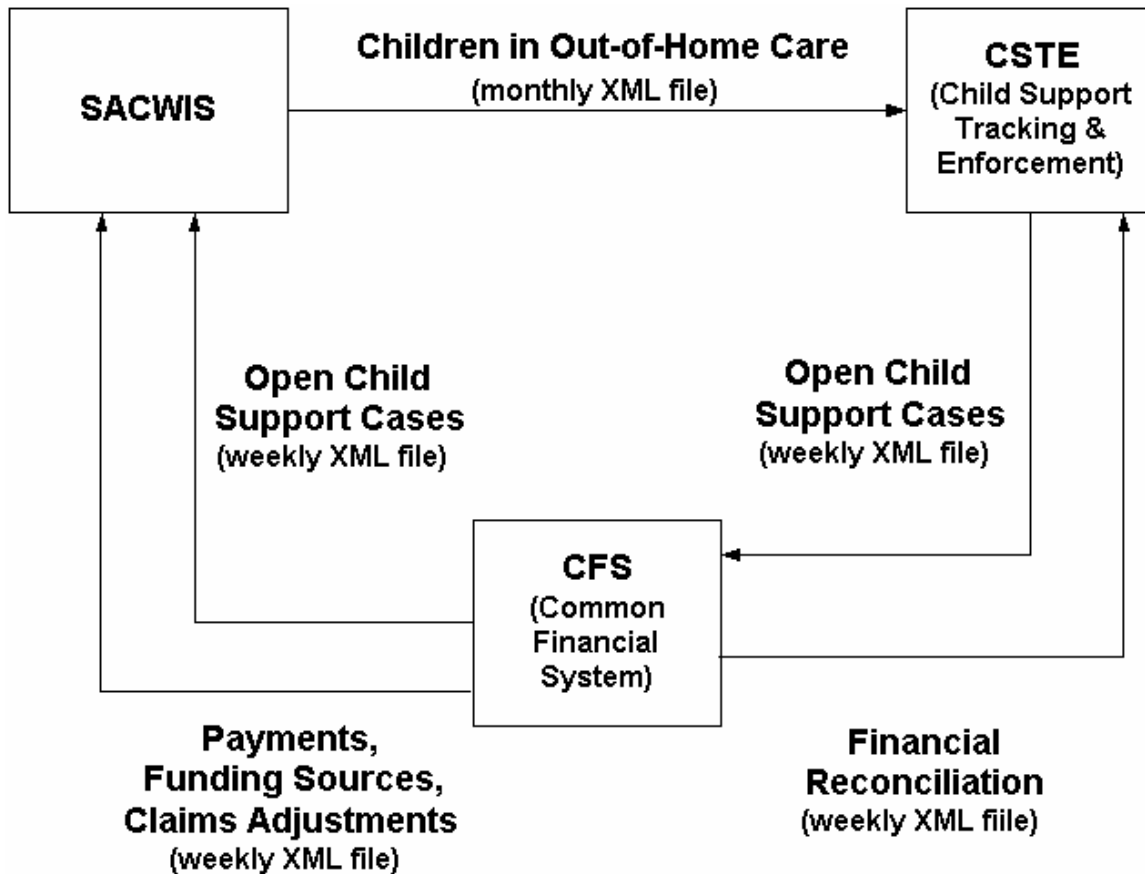 Children in Out-of-Home Care
(monthly XML file)
SACWIS
CSTE
(Child Support
Tracking &
Enforcement)
Open Child
Support Cases
(weekly XML file)
Open Child
Support Cases
(weekly XML file)
CFS
(Common
Financial
System)
Payments,
Funding Sources,
Claims Adjustments
(weekly XML file)
Financial
Reconciliation
(weekly XML fiile)